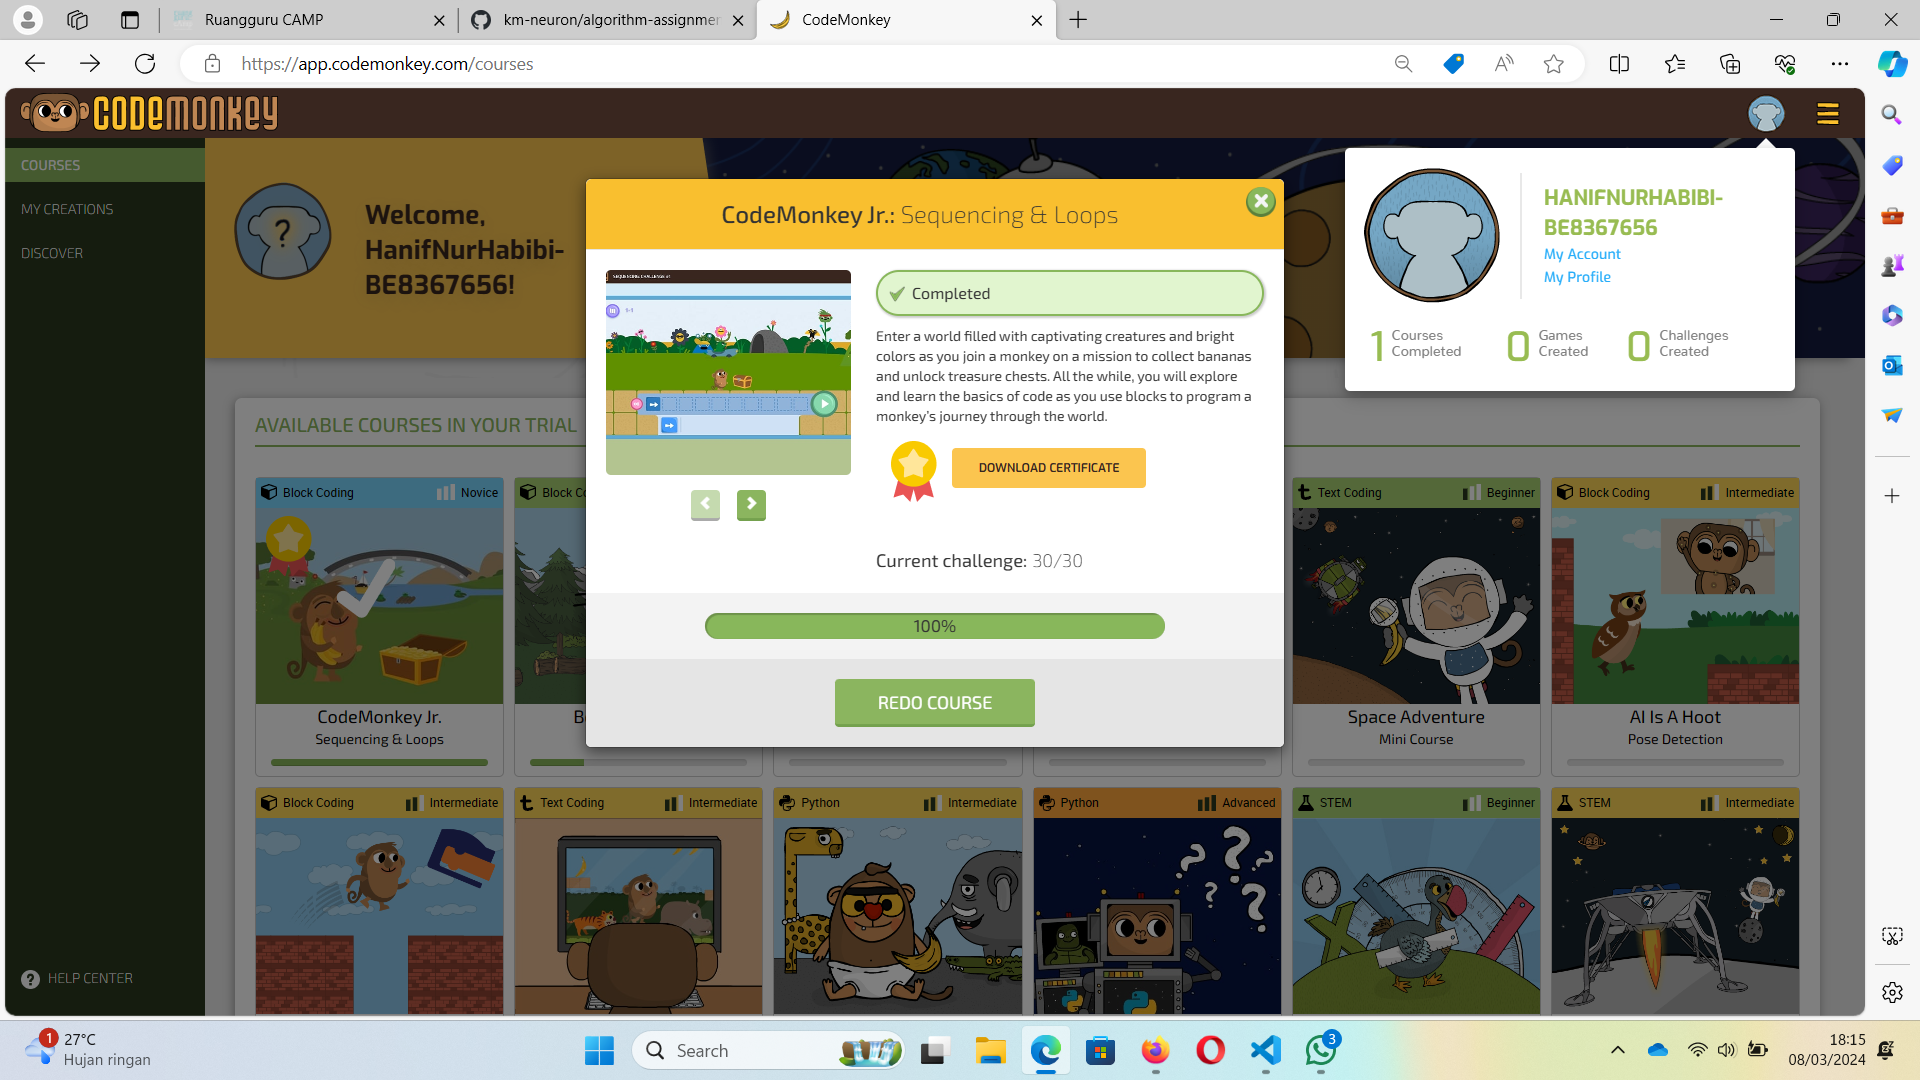 Ruangguru CAMP
km-neuron/algorithm-assignmen
CodeMonkey
https://app.codemonkey.com/courses
CODEMONKEY
COURSES
MY CREATIONS
DISCOVER
HELP CENTER
Welcome,
HanifNurHabibi-
BE8367656!
HANIFNURHABIBI-
BE8367656
My Account
My Profile
1 Courses Completed
0 Games Created
0 Challenges Created
CodeMonkey Jr.: Sequencing & Loops
Completed
Enter a world filled with captivating creatures and bright
colors as you join a monkey on a mission to collect bananas
and unlock treasure chests. All the while, you will explore
and learn the basics of code as you use blocks to program a
monkey's journey through the world.
DOWNLOAD CERTIFICATE
Current challenge: 30/30
100%
REDO COURSE
AVAILABLE COURSES IN YOUR TRIAL
Block Coding Novice
Block Co
Text Coding Beginner
Block Coding Intermediate
CodeMonkey Jr.
Sequencing & Loops
B
Space Adventure
Mini Course
AI Is A Hoot
Pose Detection
Block Coding Intermediate
Text Coding Intermediate
Python Intermediate
Python Advanced
STEM Beginner
STEM Intermediate
1
27°C
Hujan ringan
Search
3
18:15
08/03/2024